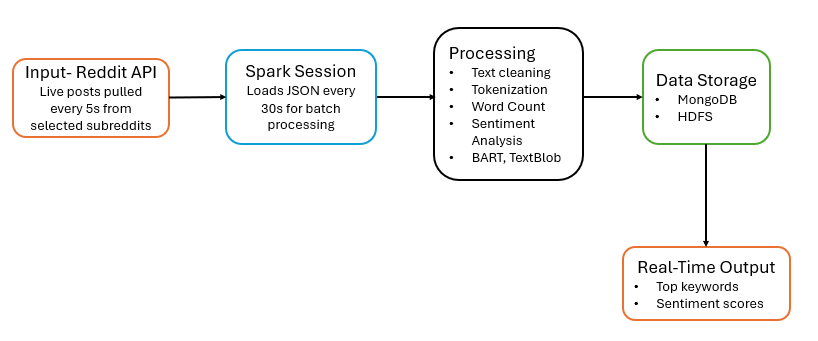 Input- Reddit API
Live posts pulled
every 5s from
selected subreddits
Spark Session
Loads JSON every
30s for batch
processing
Processing
• Text cleaning
• Tokenization
• Word Count
• Sentiment
Analysis
• BART, TextBlob
Data Storage
• MongoDB
• HDFS
Real-Time Output
• Top keywords
• Sentiment scores